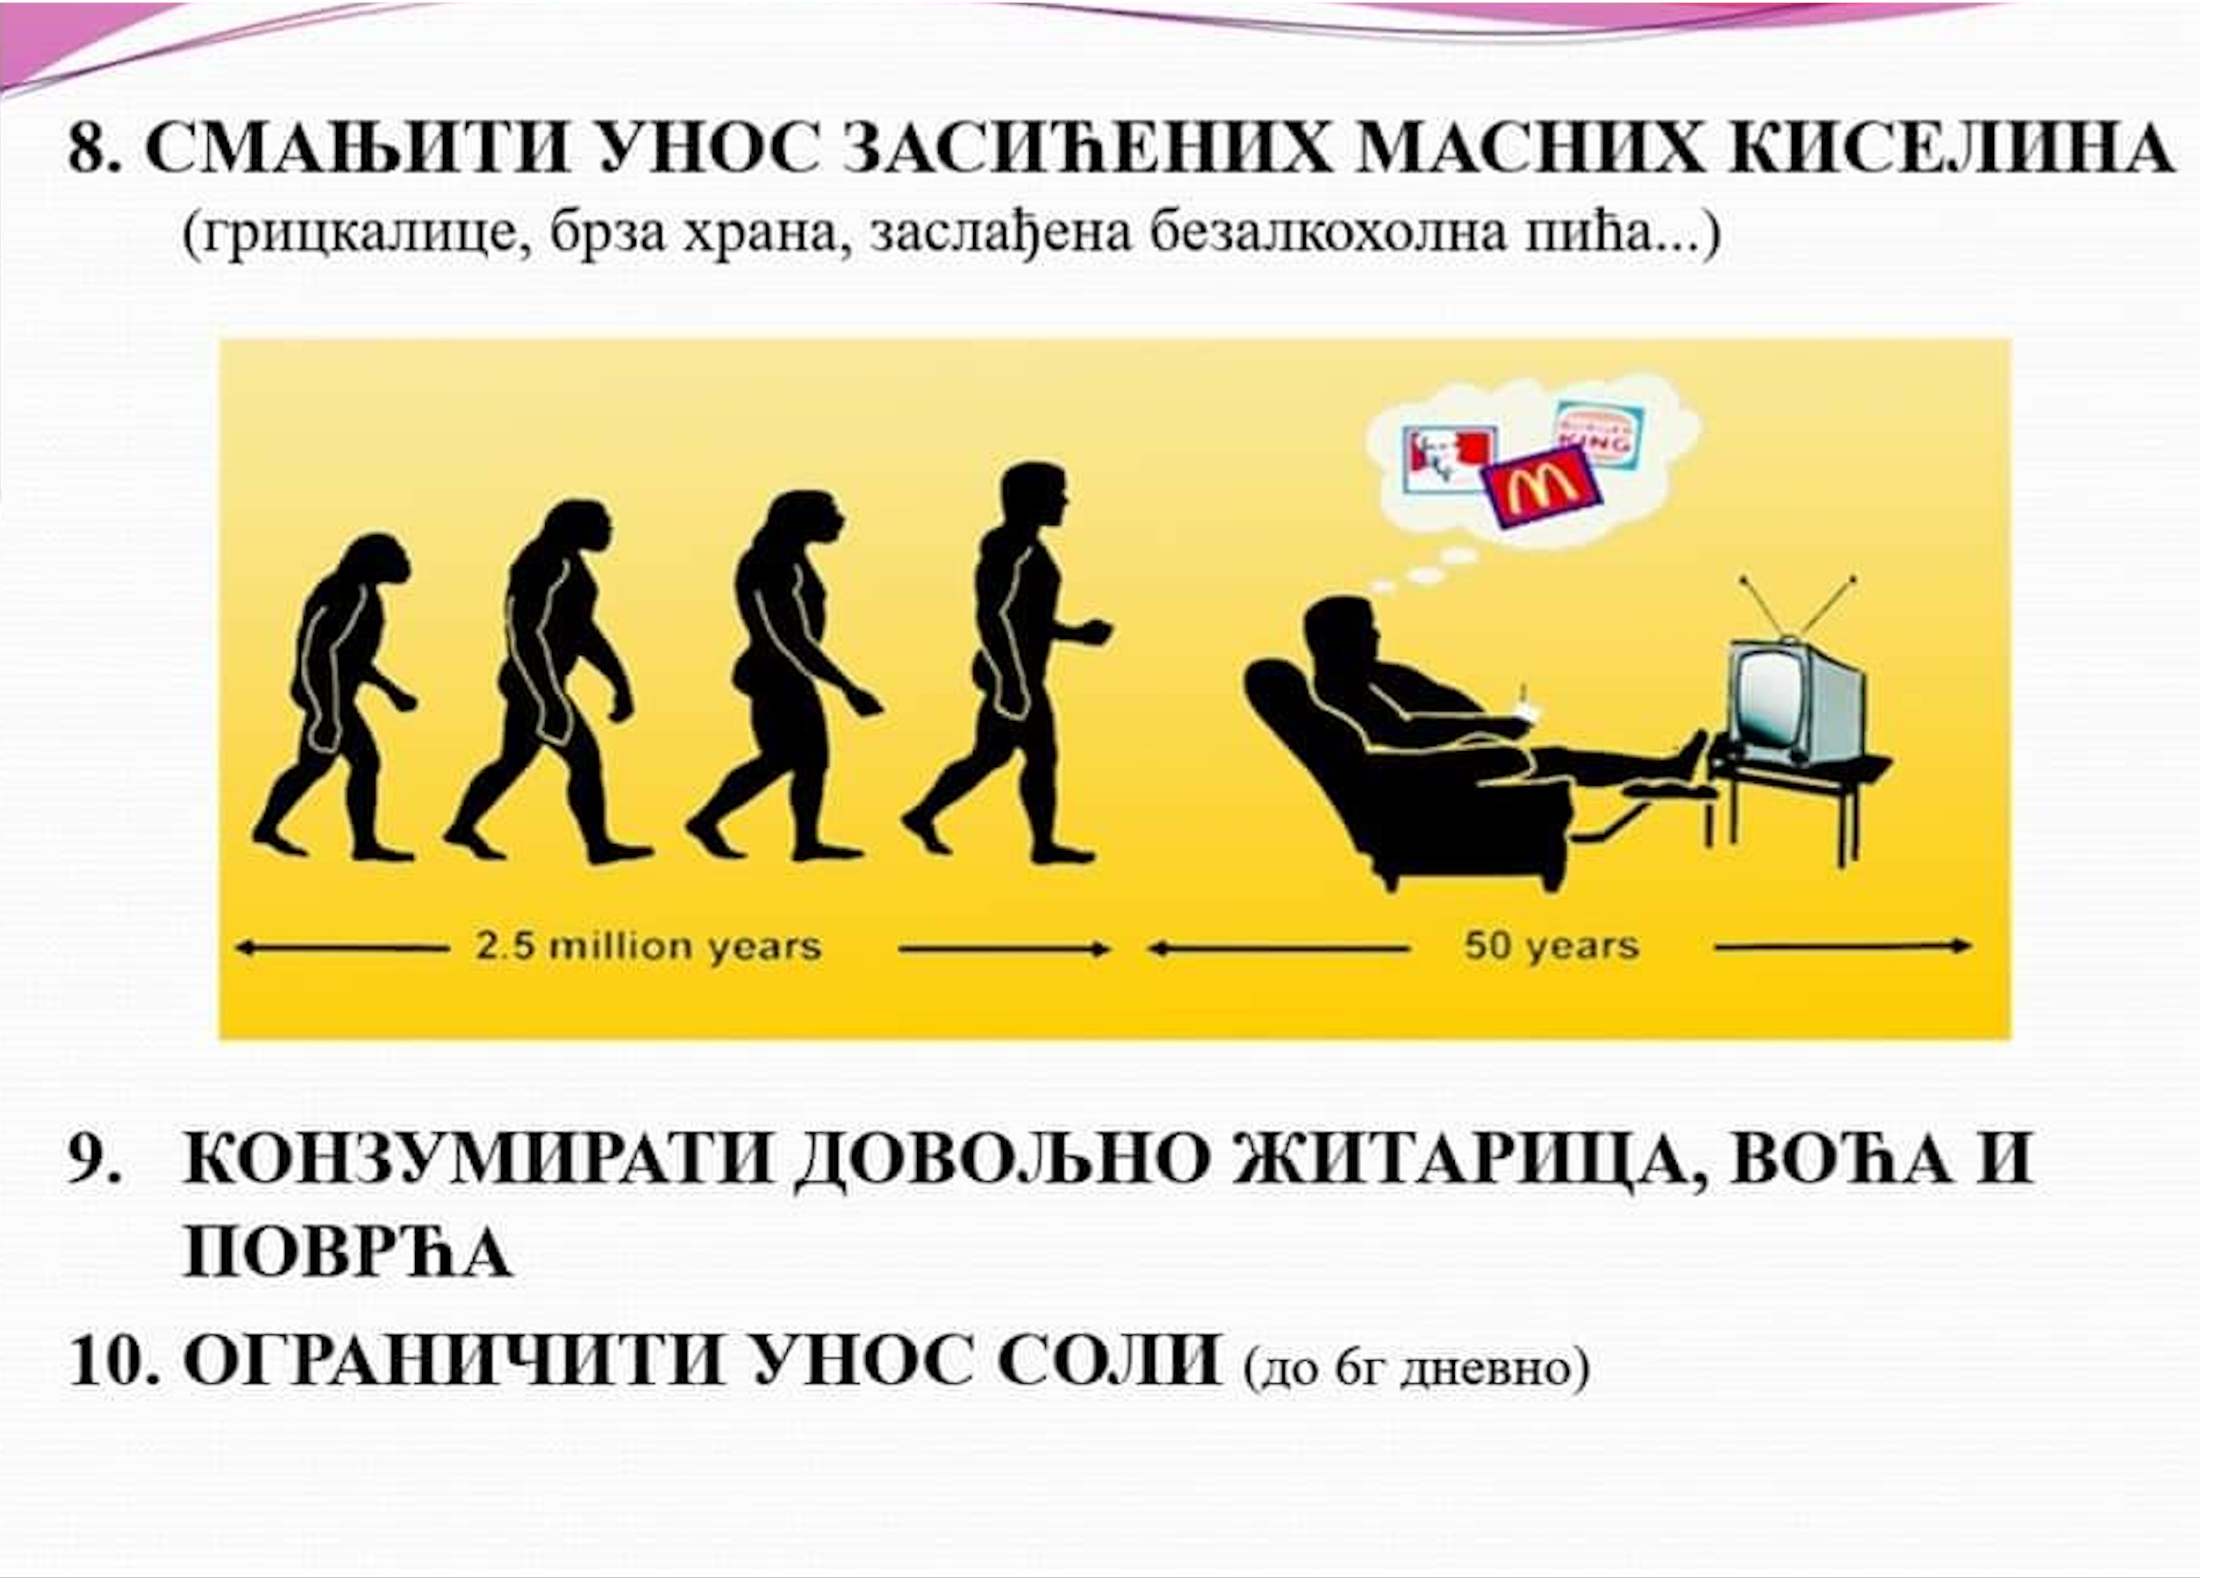 8. СМАЊИТИ УНОС ЗАСИЋЕНИХ МАСНИХ КИСЕЛИНА
(грицкалице, брза храна, заслађена безалкохолна пића...)
KING
M
2.5 million years
50 years
9. КОНЗУМИРАТИ ДОВОЉНО ЖИТАРИЦА, ВОЋА И
ПОВРЋА
10. ОГРАНИЧИТИ УНОС СОЛИ (до 6г дневно)